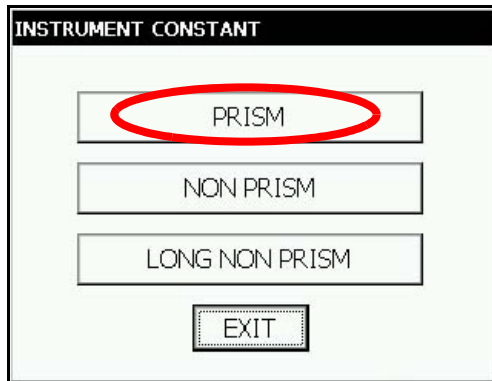 INSTRUMENT CONSTANT
PRISM
NON PRISM
LONG NON PRISM
EXIT